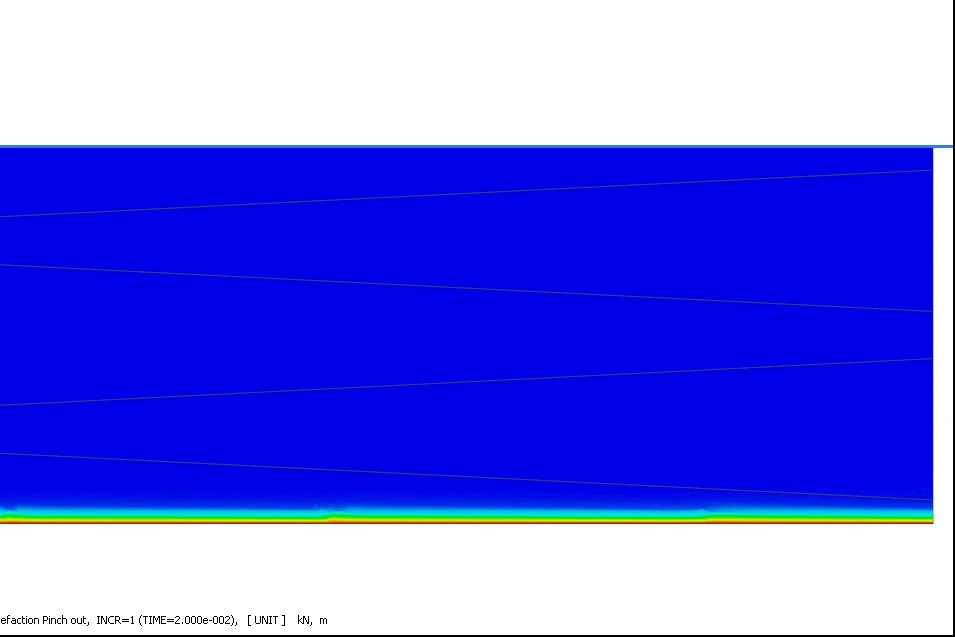 efaction Pinch out, INCR=1 (TIME=2.000e-002), [ UNIT ] kN, m